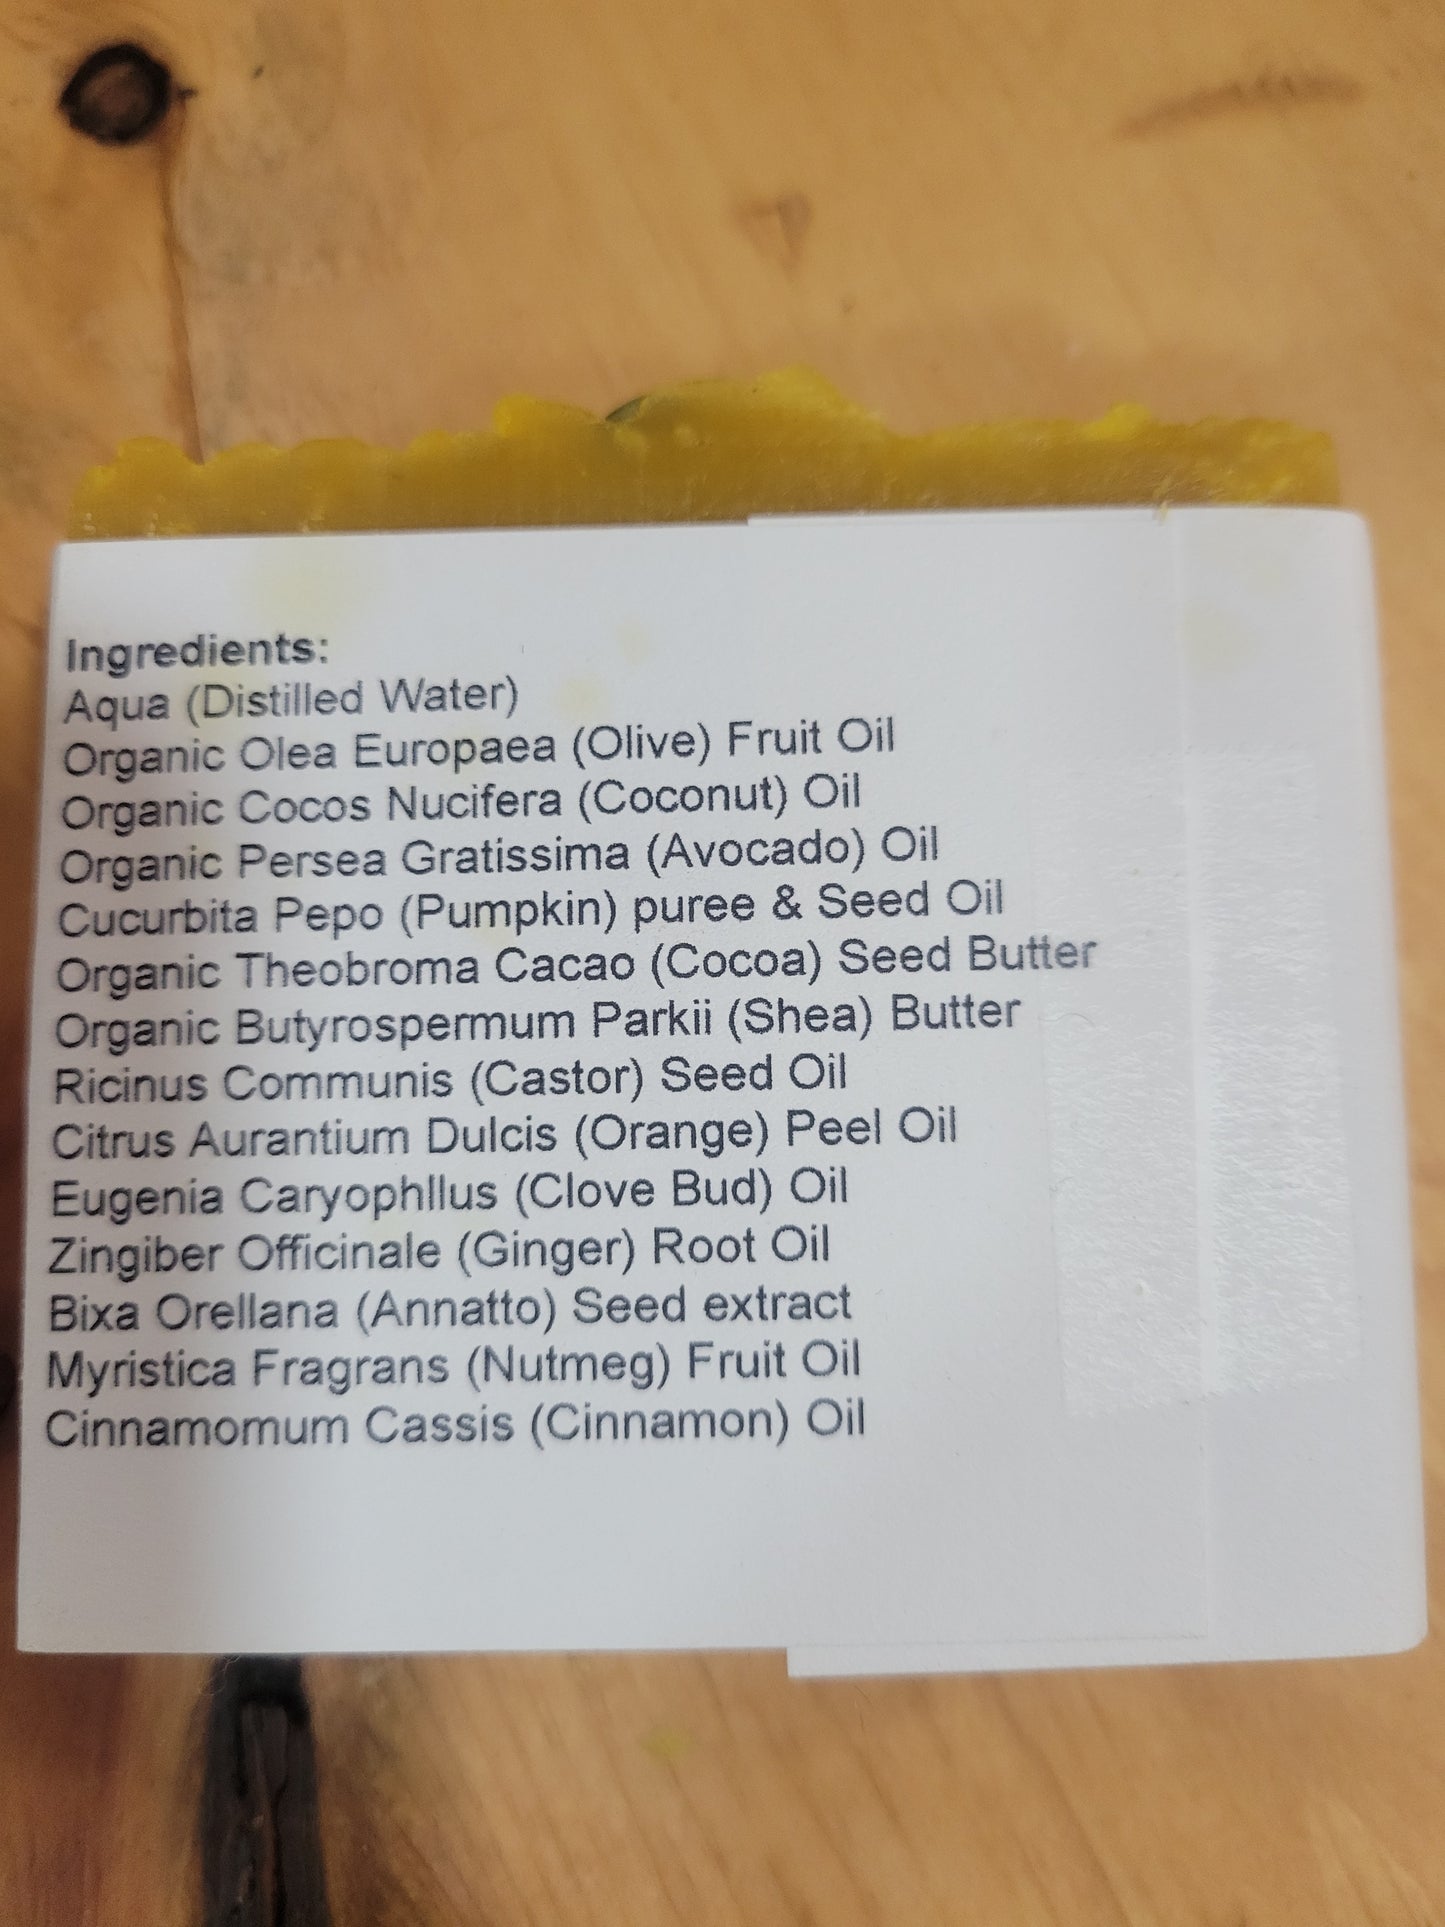 Ingredients:
Aqua (Distilled Water)
Organic Olea Europaea (Olive) Fruit Oil
Organic Cocos Nucifera (Coconut) Oil
Organic Persea Gratissima (Avocado) Oil
Cucurbita Pepo (Pumpkin) puree & Seed Oil
Organic Theobroma Cacao (Cocoa) Seed Butter
Organic Butyrospermum Parkii (Shea) Butter
Ricinus Communis (Castor) Seed Oil
Citrus Aurantium Dulcis (Orange) Peel Oil
Eugenia Caryophllus (Clove Bud) Oil
Zingiber Officinale (Ginger) Root Oil
Bixa Orellana (Annatto) Seed extract
Myristica Fragrans (Nutmeg) Fruit Oil
Cinnamomum Cassis (Cinnamon) Oil